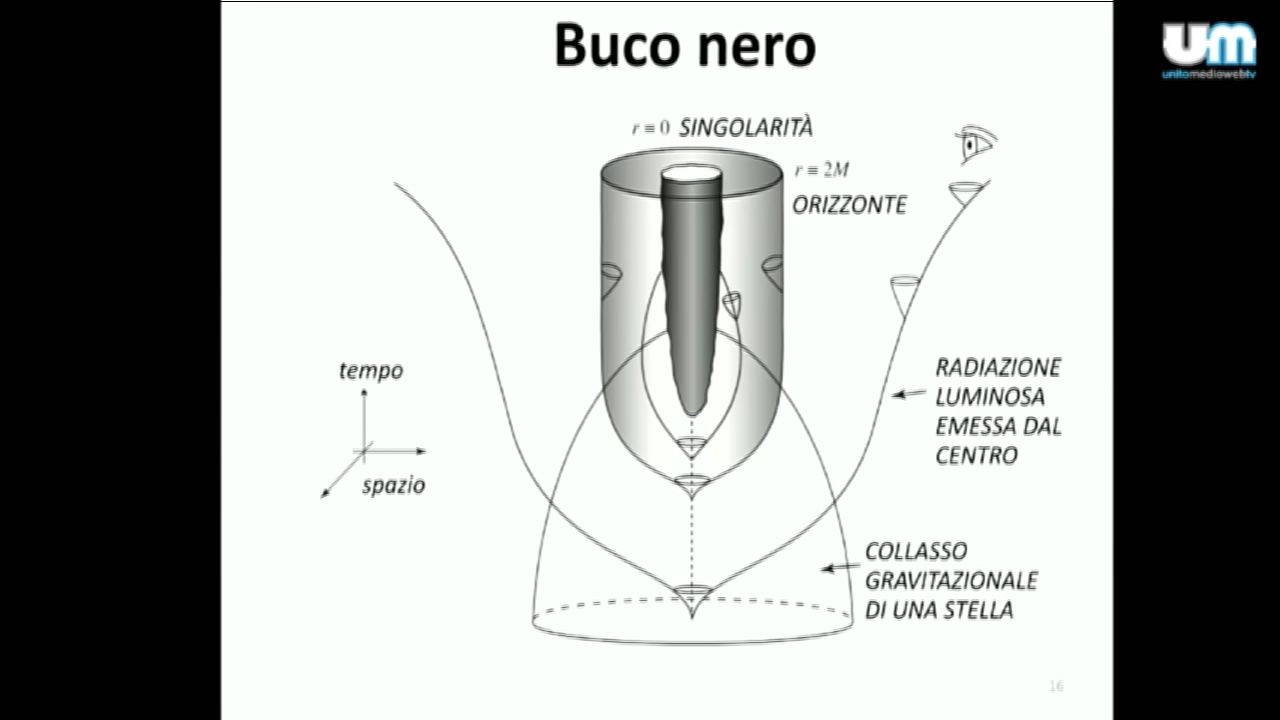 Buco nero
um
unitomediawebtv
r ≡ 0 SINGOLARITÀ
r ≡ 2M
ORIZZONTE
tempo
spazio
RADIAZIONE
LUMINOSA
EMESSA DAL
CENTRO
COLLASSO
GRAVITAZIONALE
DI UNA STELLA
16